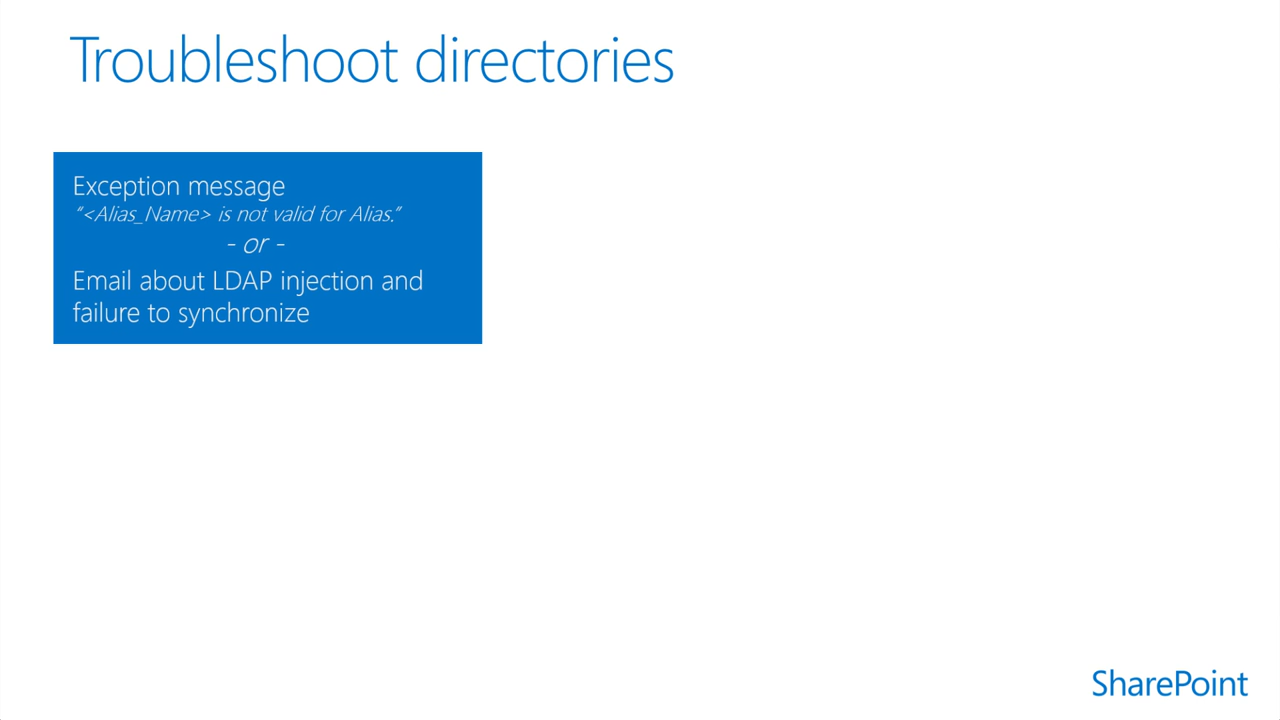 Troubleshoot directories
Exception message
“<Alias_Name> is not valid for Alias.”
- or -
Email about LDAP injection and
failure to synchronize
SharePoint